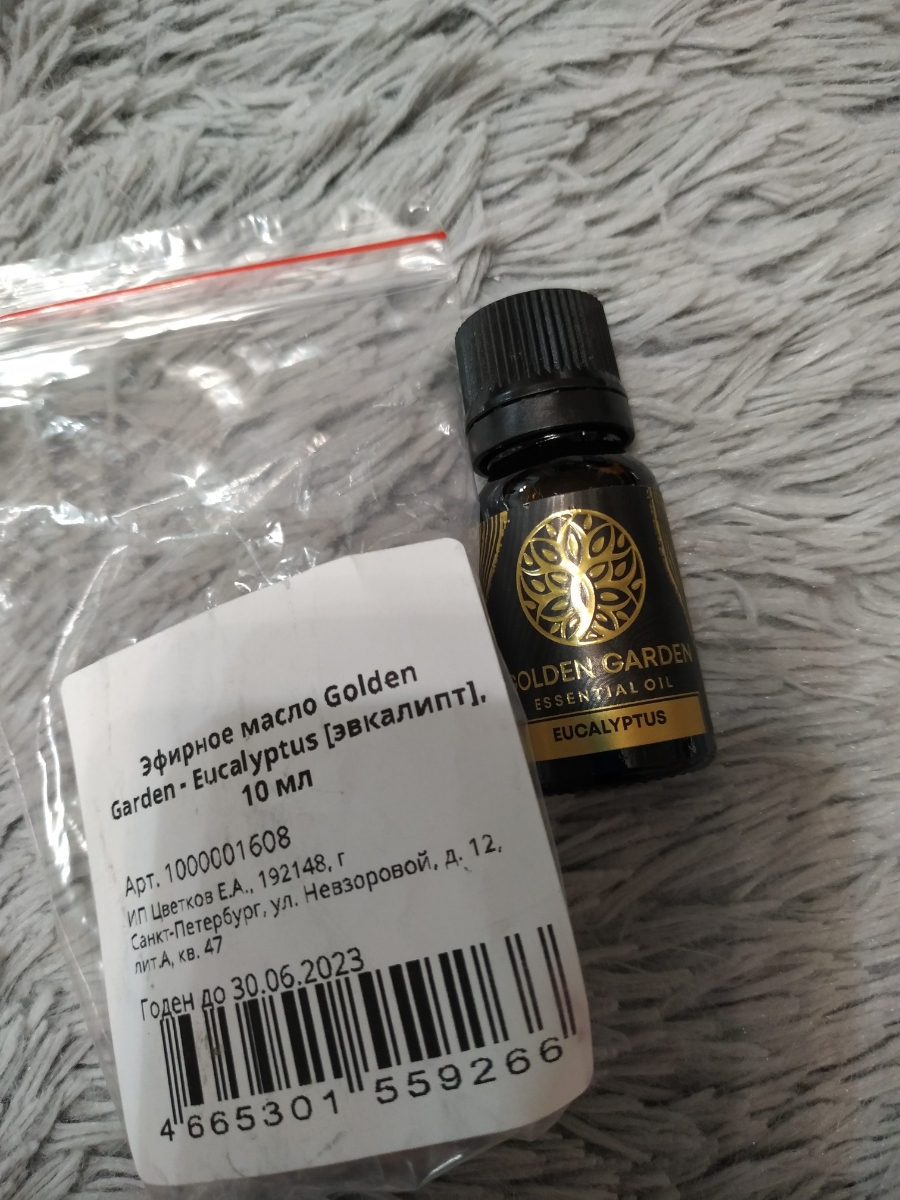 Эфирное масло Golden
Garden - Eucalyptus [эвкалипт],
10 мл
Арт. 1000001608
ИП Цветков Е.А., 192148, г
Санкт-Петербург, ул. Невзоровой, д. 12,
лит.А, кв. 47
Годен до 30.06.2023
4 665301 559266
GOLDEN GARDEN
ESSENTIAL OIL
EUCALYPTUS